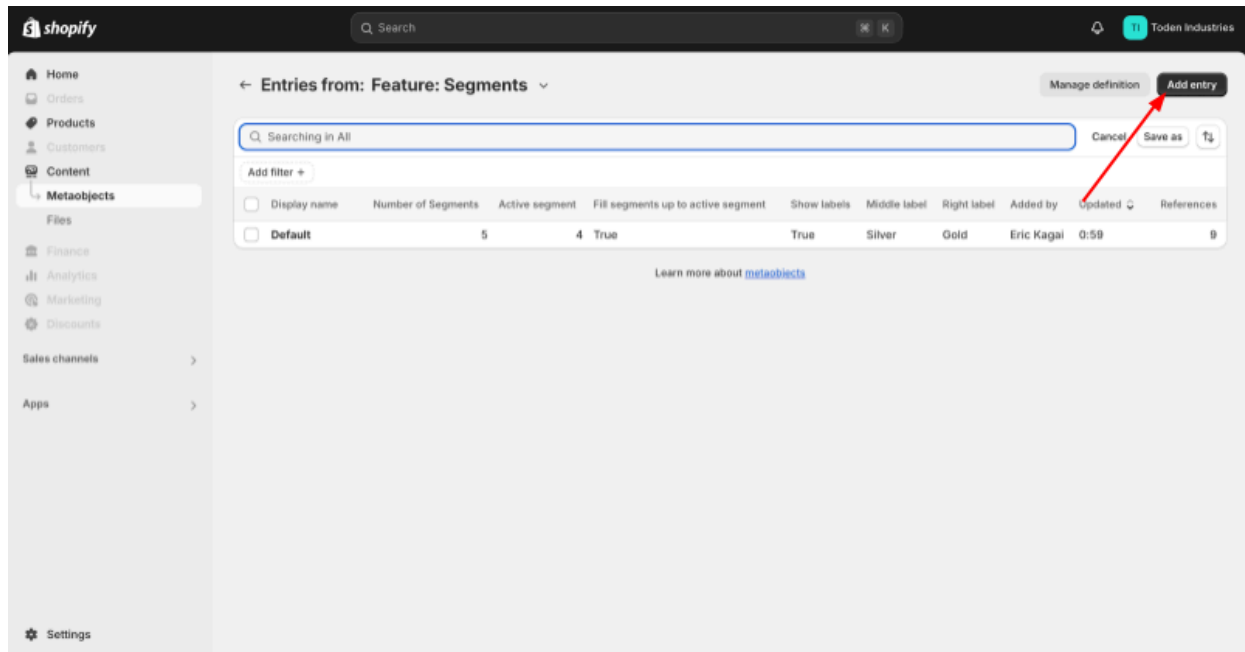 shopify
Search
⌘ K
TI
Toden Industries
Home
Orders
Products
Customers
Content
Metaobjects
Files
Finance
Analytics
Marketing
Discounts
Sales channels
Apps
Settings
Entries from: Feature: Segments
Manage definition
Add entry
Searching in All
Cancel
Save as
Add filter +
Display name Number of Segments Active segment Fill segments up to active segment Show labels Middle label Right label Added by Updated References
Default 5 4 True True Silver Gold Eric Kagai 0:59 9
Learn more about metaobjects